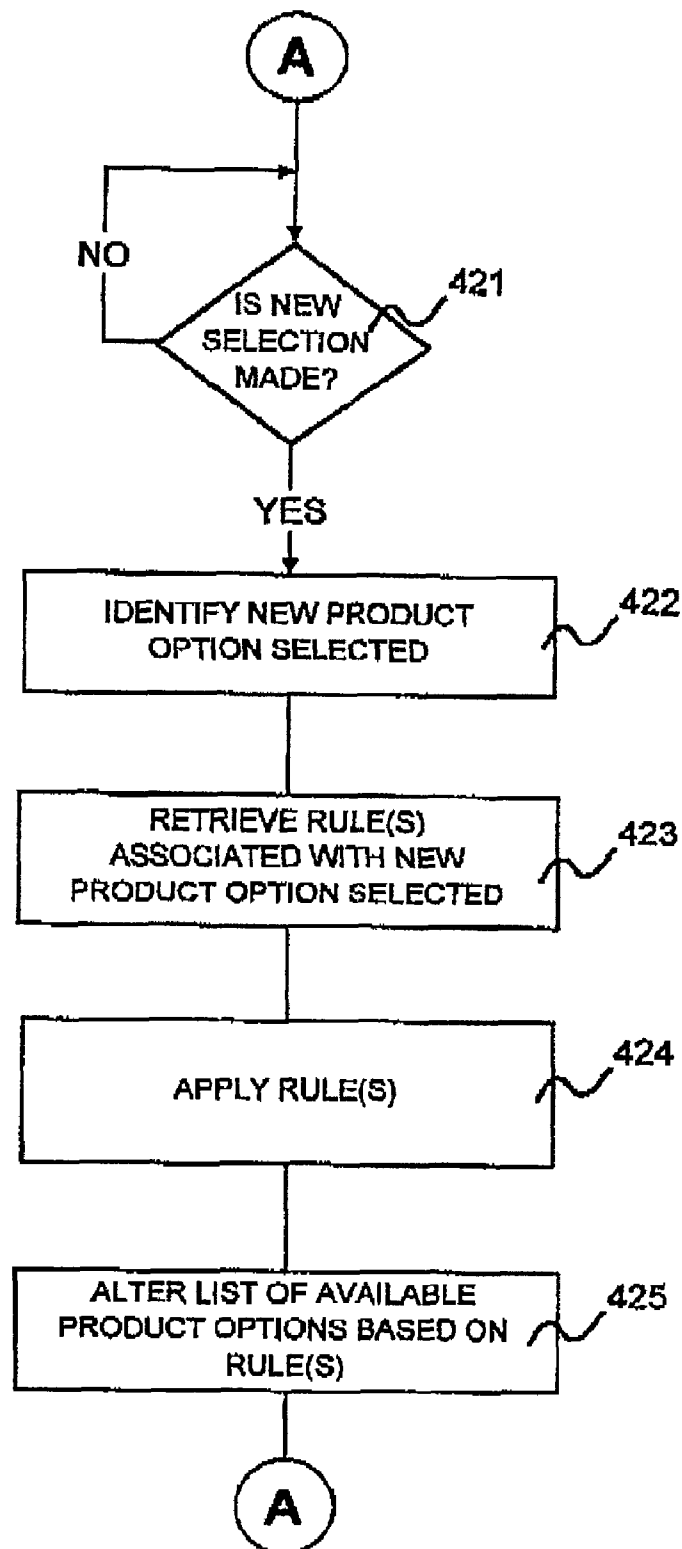 A
NO
IS NEW
SELECTION
MADE?
421
YES
IDENTIFY NEW PRODUCT
OPTION SELECTED
422
RETRIEVE RULE(S)
ASSOCIATED WITH NEW
PRODUCT OPTION SELECTED
423
APPLY RULE(S)
424
ALTER LIST OF AVAILABLE
PRODUCT OPTIONS BASED ON
RULE(S)
425
A